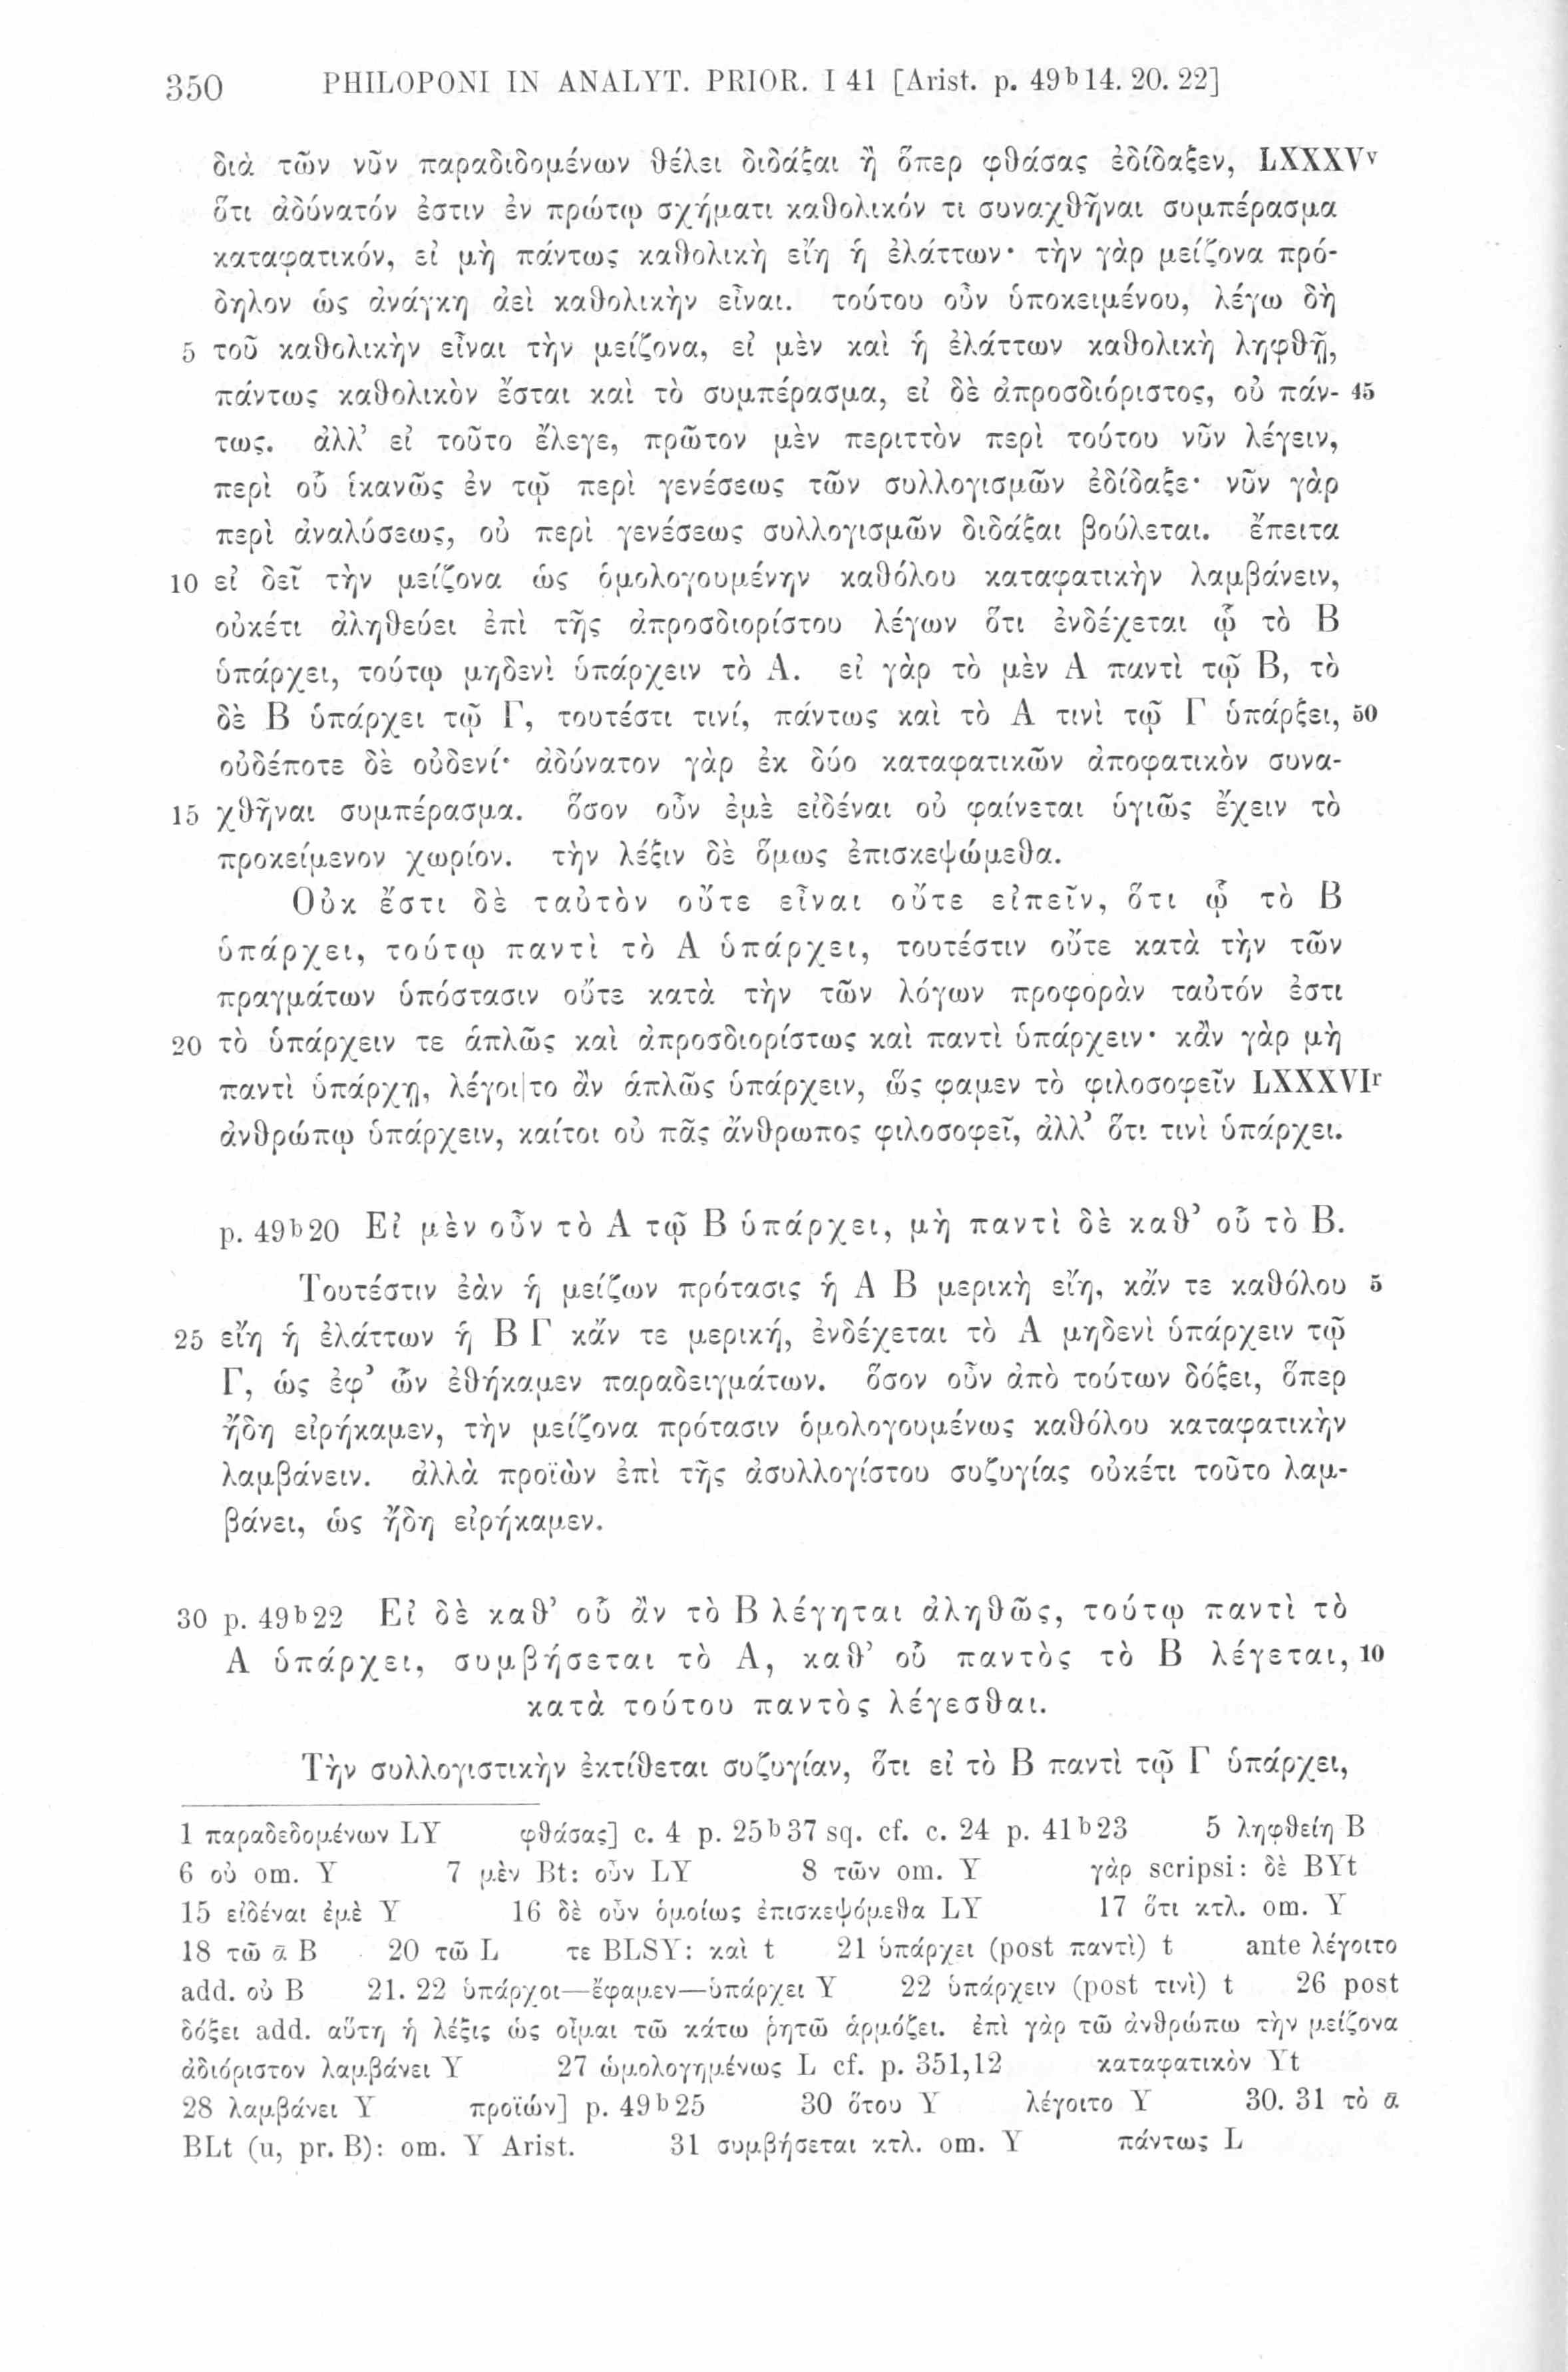 350 PHILOPONI IN ANALYT. PRIOR. I 41 [Arist. p. 49b14. 20. 22]
διὰ τῶν νῦν παραδιδομένων θέλει διδάξαι ἢ ὅπερ φθάσας ἐδίδαξεν, LXXXVv
ὅτι ἀδύνατόν ἐστιν ἐν πρώτῳ σχήματι καθολικόν τι συναχθῆναι συμπέρασμα
καταφατικόν, εἰ μὴ πάντως καθολικὴ εἴη ἡ ἐλάττων· τὴν γὰρ μείζονα πρό-
δηλον ὡς ἀνάγκη ἀεὶ καθολικὴν εἶναι. τούτου οὖν ὑποκειμένου, λέγω δὴ
5 τοῦ καθολικὴν εἶναι τὴν μείζονα, εἰ μὲν καὶ ἡ ἐλάττων καθολικὴ ληφθῇ,
πάντως καθολικὸν ἔσται καὶ τὸ συμπέρασμα, εἰ δὲ ἀπροσδιόριστος, οὐ πάν- 45
τως. ἀλλ’ εἰ τοῦτο ἔλεγε, πρῶτον μὲν περιττὸν περὶ τούτου νῦν λέγειν,
περὶ οὗ ἱκανῶς ἐν τῷ περὶ γενέσεως τῶν συλλογισμῶν ἐδίδαξε· νῦν γὰρ
περὶ ἀναλύσεως, οὐ περὶ γενέσεως συλλογισμῶν διδάξαι βούλεται. ἔπειτα
10 εἰ δεῖ τὴν μείζονα ὡς ὁμολογουμένην καθόλου καταφατικὴν λαμβάνειν,
οὐκέτι ἀληθεύει ἐπὶ τῆς ἀπροσδιορίστου λέγων ὅτι ἐνδέχεται ᾧ τὸ Β
ὑπάρχει, τούτῳ μηδενὶ ὑπάρχειν τὸ Α. εἰ γὰρ τὸ μὲν Α παντὶ τῷ Β, τὸ
δὲ Β ὑπάρχει τῷ Γ, τουτέστι τινί, πάντως καὶ τὸ Α τινὶ τῷ Γ ὑπάρξει, 50
οὐδέποτε δὲ οὐδενί· ἀδύνατον γὰρ ἐκ δύο καταφατικῶν ἀποφατικὸν συνα-
15 χθῆναι συμπέρασμα. ὅσον οὖν ἐμὲ εἰδέναι οὐ φαίνεται ὑγιῶς ἔχειν τὸ
προκείμενον χωρίον. τὴν λέξιν δὲ ὅμως ἐπισκεψώμεθα.
Οὐκ ἔστι δὲ ταὐτὸν οὔτε εἶναι οὔτε εἰπεῖν, ὅτι ᾧ τὸ Β
ὑπάρχει, τούτῳ παντὶ τὸ Α ὑπάρχει, τουτέστιν οὔτε κατὰ τὴν τῶν
πραγμάτων ὑπόστασιν οὔτε κατὰ τὴν τῶν λόγων προφορὰν ταὐτόν ἐστι
20 τὸ ὑπάρχειν τε ἁπλῶς καὶ ἀπροσδιορίστως καὶ παντὶ ὑπάρχειν· κἂν γὰρ μὴ
παντὶ ὑπάρχῃ, λέγοι|το ἂν ἁπλῶς ὑπάρχειν, ὥς φαμεν τὸ φιλοσοφεῖν LXXXVIr
ἀνθρώπῳ ὑπάρχειν, καίτοι οὐ πᾶς ἄνθρωπος φιλοσοφεῖ, ἀλλ’ ὅτι τινὶ ὑπάρχει.
p. 49b20 Εἰ μὲν οὖν τὸ Α τῷ Β ὑπάρχει, μὴ παντὶ δὲ καθ’ οὗ τὸ Β.
Τουτέστιν ἐὰν ἡ μείζων πρότασις ἡ Α Β μερικὴ εἴη, κἄν τε καθόλου 5
25 εἴη ἡ ἐλάττων ἡ Β Γ κἄν τε μερική, ἐνδέχεται τὸ Α μηδενὶ ὑπάρχειν τῷ
Γ, ὡς ἐφ’ ὧν ἐθήκαμεν παραδειγμάτων. ὅσον οὖν ἀπὸ τούτων δόξει, ὅπερ
ἤδη εἰρήκαμεν, τὴν μείζονα πρότασιν ὁμολογουμένως καθόλου καταφατικὴν
λαμβάνειν. ἀλλὰ προϊὼν ἐπὶ τῆς ἀσυλλογίστου συζυγίας οὐκέτι τοῦτο λαμ-
βάνει, ὡς ἤδη εἰρήκαμεν.
30 p. 49b22 Εἰ δὲ καθ’ οὗ ἂν τὸ Β λέγηται ἀληθῶς, τούτῳ παντὶ τὸ
Α ὑπάρχει, συμβήσεται τὸ Α, καθ’ οὗ παντὸς τὸ Β λέγεται, 10
κατὰ τούτου παντὸς λέγεσθαι.
Τὴν συλλογιστικὴν ἐκτίθεται συζυγίαν, ὅτι εἰ τὸ Β παντὶ τῷ Γ ὑπάρχει,
1 παραδεδομένων LY φθάσας] c. 4 p. 25b37 sq. cf. c. 24 p. 41b23 5 ληφθείη B
6 οὐ om. Y 7 μὲν Bt: οὖν LY 8 τῶν om. Y γὰρ scripsi: δὲ BYt
15 εἰδέναι ἐμὲ Y 16 δὲ οὖν ὁμοίως ἐπισκεψόμεθα LY 17 ὅτι κτλ. om. Y
18 τῶ ᾱ B 20 τῶ L τε BLSY: καὶ t 21 ὑπάρχει (post παντὶ) t ante λέγοιτο
add. οὐ B 21. 22 ὑπάρχοι—ἔφαμεν—ὑπάρχει Y 22 ὑπάρχειν (post τινὶ) t 26 post
δόξει add. αὕτη ἡ λέξις ὡς οἶμαι τῶ κάτω ῥητῶ ἁρμόζει. ἐπὶ γὰρ τῶ ἀνθρώπω τὴν μείζονα
ἀδιόριστον λαμβάνει Y 27 ὡμολογημένως L cf. p. 351,12 καταφατικὸν Yt
28 λαμβάνει Y προϊών] p. 49b25 30 ὅτου Y λέγοιτο Y 30. 31 τὸ ᾱ
BLt (u, pr. B): om. Y Arist. 31 συμβήσεται κτλ. om. Y πάντως L